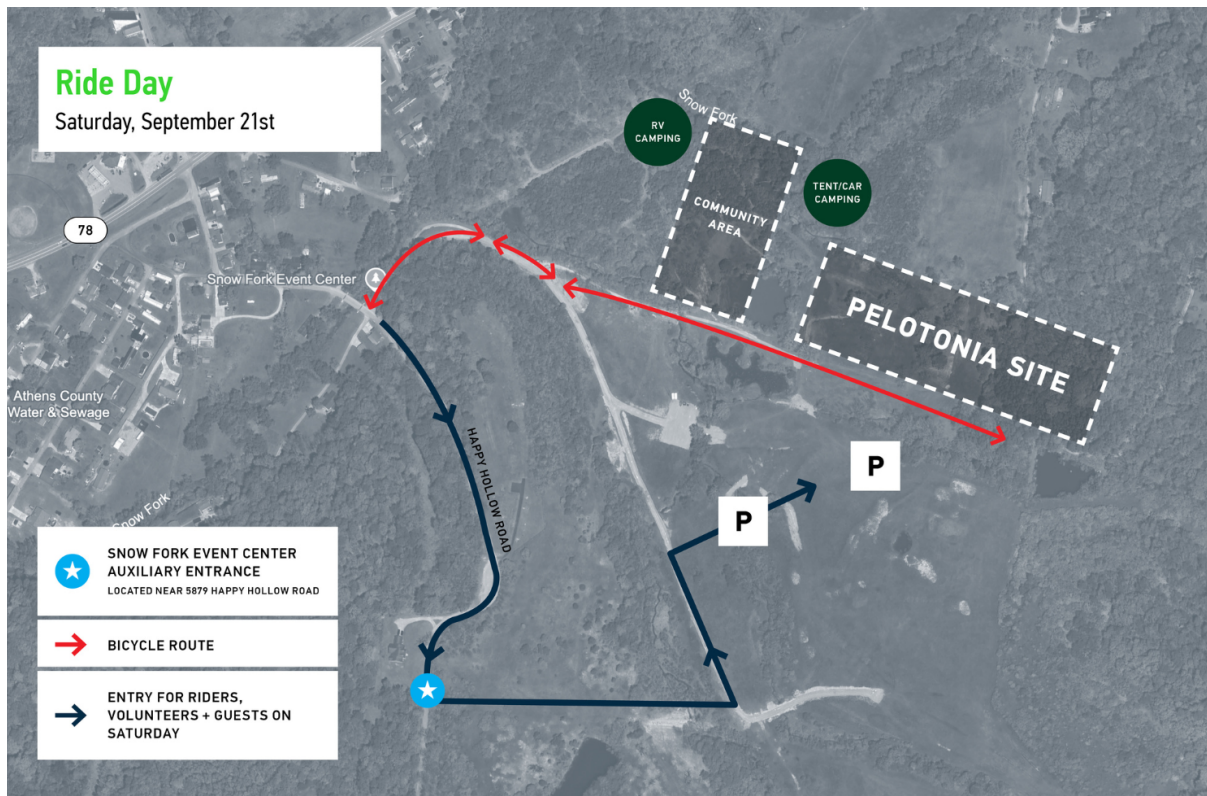 Ride Day
Saturday, September 21st
78
Snow Fork
RV
CAMPING
TENT/CAR
CAMPING
COMMUNITY
AREA
PELOTONIA SITE
Snow Fork Event Center
Athens County
Water & Sewage
HAPPY HOLLOW ROAD
P
P
Snow Fork
SNOW FORK EVENT CENTER
AUXILIARY ENTRANCE
LOCATED NEAR 5879 HAPPY HOLLOW ROAD
BICYCLE ROUTE
ENTRY FOR RIDERS,
VOLUNTEERS + GUESTS ON
SATURDAY